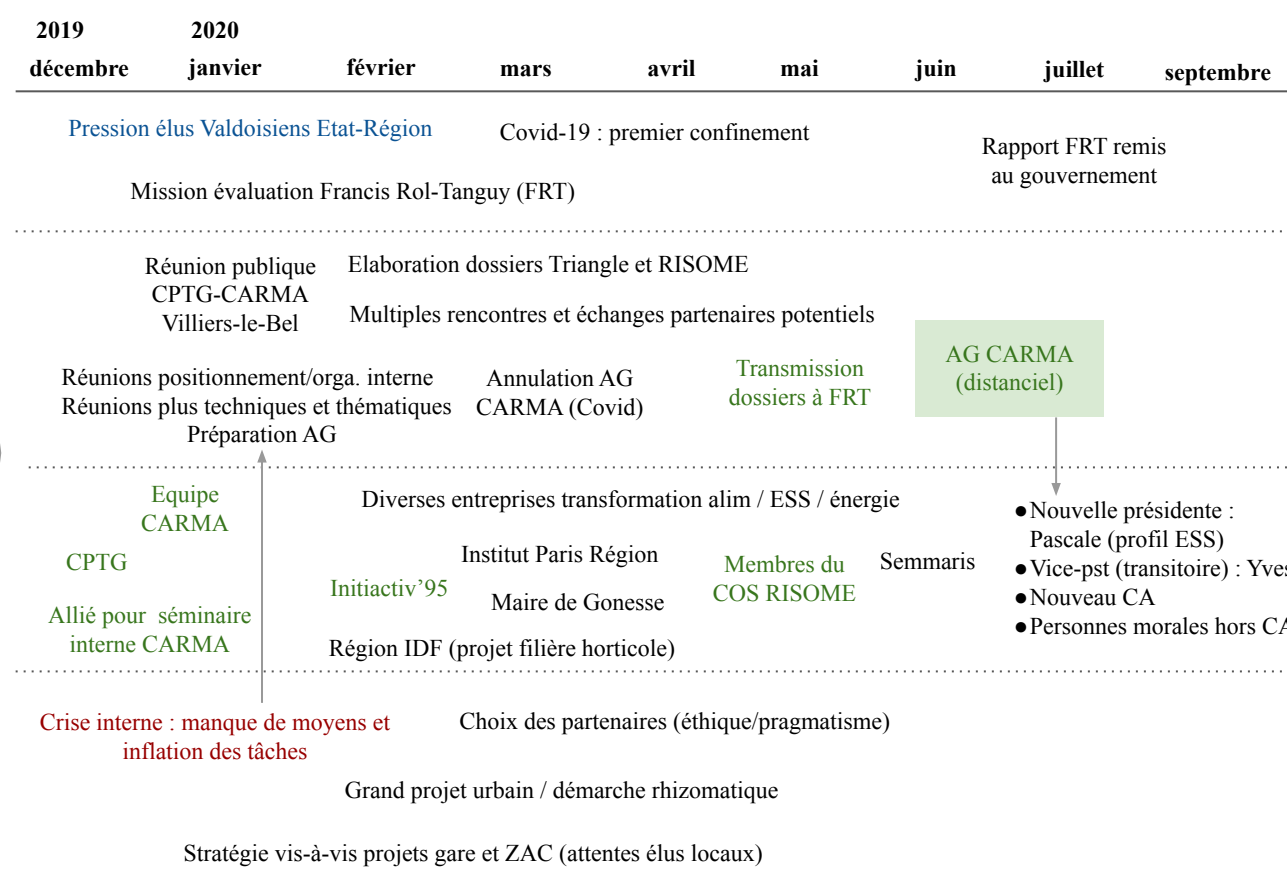 2019 2020
décembre janvier février mars avril mai juin juillet septembre
Pression élus Valdoisiens Etat-Région
Covid-19 : premier confinement
Rapport FRT remis
au gouvernement
Mission évaluation Francis Rol-Tanguy (FRT)
Réunion publique
CPTG-CARMA
Villiers-le-Bel
Elaboration dossiers Triangle et RISOME
Multiples rencontres et échanges partenaires potentiels
Réunions positionnement/orga. interne
Réunions plus techniques et thématiques
Préparation AG
Annulation AG
CARMA (Covid)
Transmission
dossiers à FRT
AG CARMA
(distanciel)
Equipe
CARMA
CPTG
Allié pour séminaire
interne CARMA
Diverses entreprises transformation alim / ESS / énergie
Initiactiv’95
Institut Paris Région
Maire de Gonesse
Région IDF (projet filière horticole)
Membres du
COS RISOME
Semmaris
●Nouvelle présidente :
Pascale (profil ESS)
●Vice-pst (transitoire) : Yves
●Nouveau CA
●Personnes morales hors CA
Crise interne : manque de moyens et
inflation des tâches
Choix des partenaires (éthique/pragmatisme)
Grand projet urbain / démarche rhizomatique
Stratégie vis-à-vis projets gare et ZAC (attentes élus locaux)